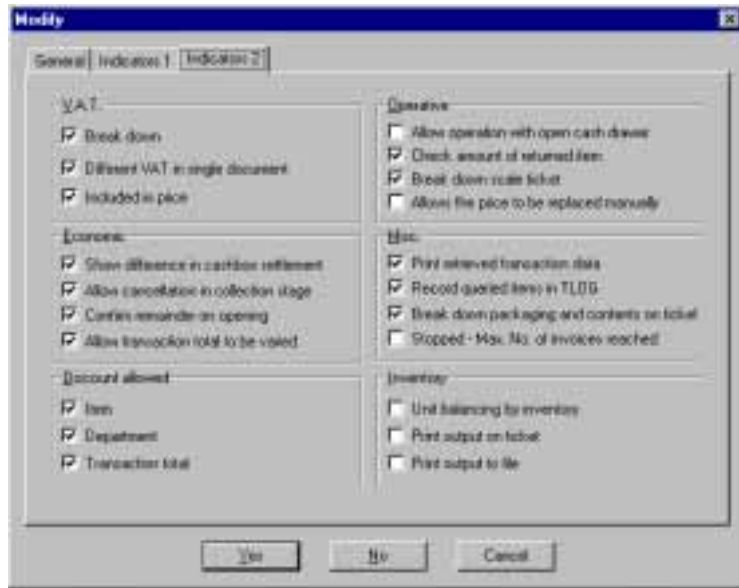 Modify
General Indicators 1 Indicators 2
V.A.T.
Break down
Different VAT in single document
Included in price
Economic
Show difference in cashbox settlement
Allow cancellation in collection stage
Confirm remainder on opening
Allow transaction total to be varied
Discount allowed
Item
Department
Transaction total
Operative
Allow operation with open cash drawer
Check amount of returned item
Break down scale ticket
Allows the price to be replaced manually
Misc.
Print retrieved transaction data
Record queried items in TLOG
Break down packaging and contents on ticket
Stopped - Max. No. of invoices reached
Inventory
Unit balancing by inventory
Print output on ticket
Print output to file
Yes No Cancel